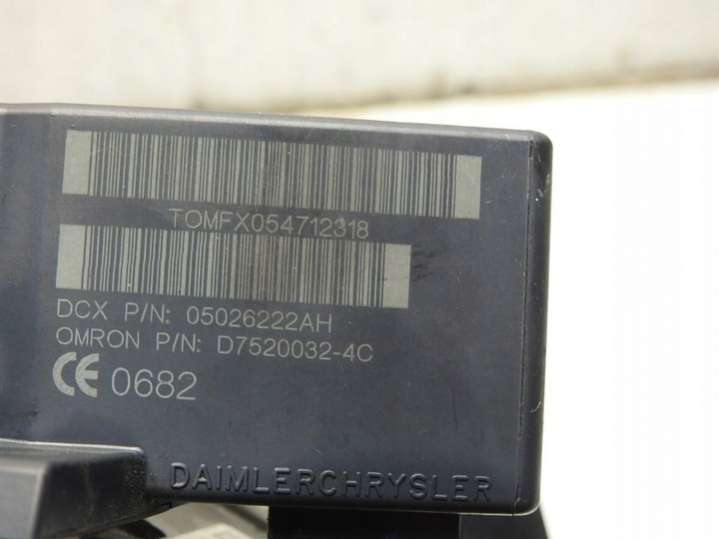 TOMFX054712318
DCX P/N: 05026222AH
OMRON P/N: D7520032-4C
CE 0682
DAIMLERCHRYSLER